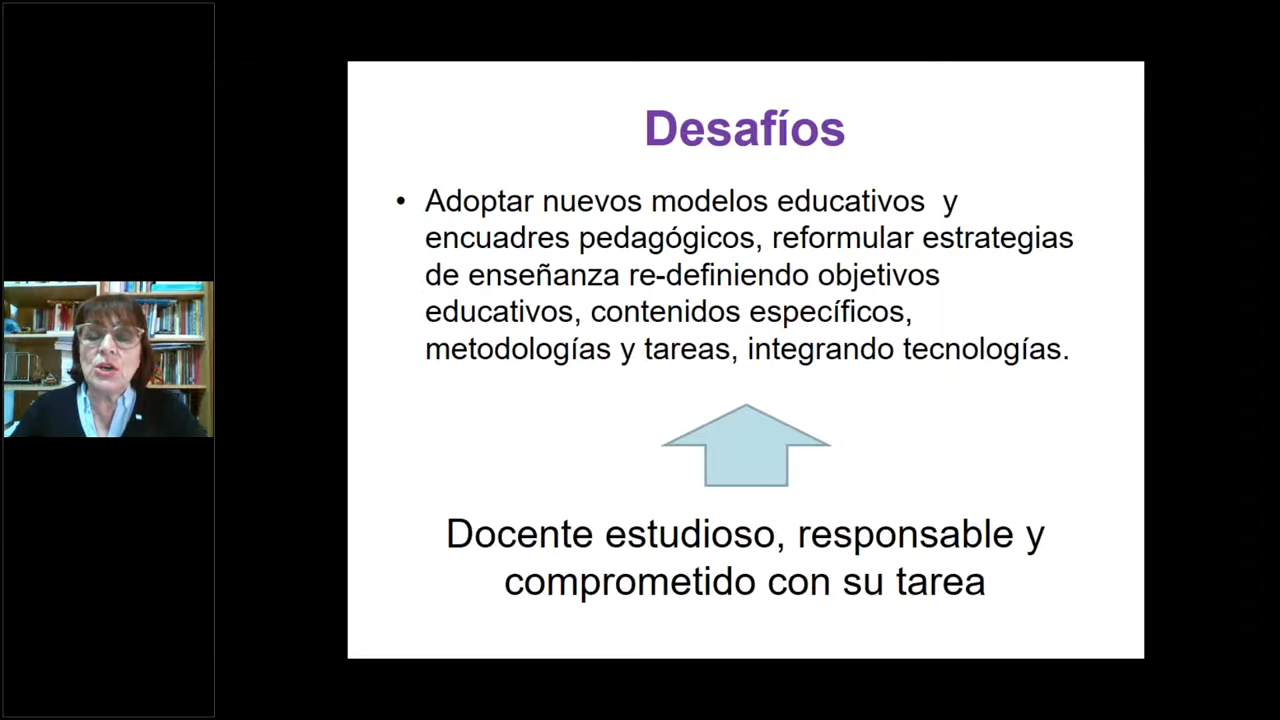 Desafíos
• Adoptar nuevos modelos educativos y
encuadres pedagógicos, reformular estrategias
de enseñanza re-definiendo objetivos
educativos, contenidos específicos,
metodologías y tareas, integrando tecnologías.
Docente estudioso, responsable y
comprometido con su tarea